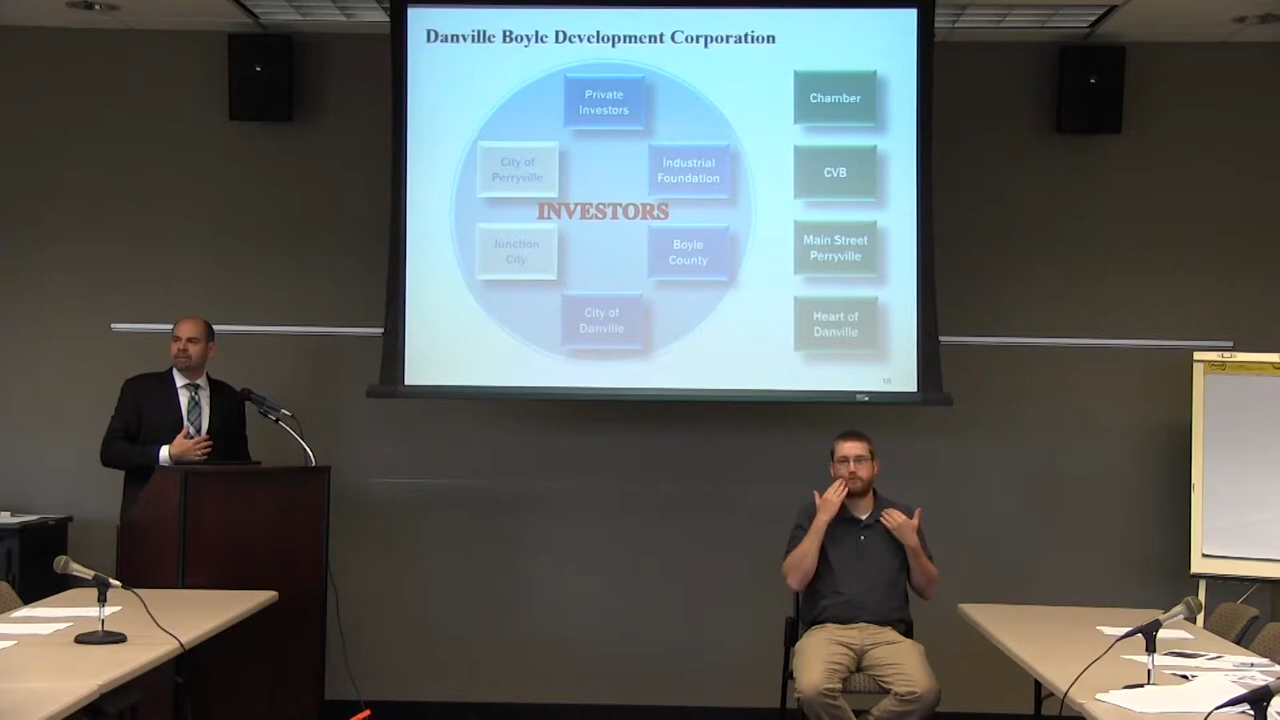 Danville Boyle Development Corporation
Private
Investors
City of
Perryville
Industrial
Foundation
INVESTORS
Junction
City
Boyle
County
City of
Danville
Chamber
CVB
Main Street
Perryville
Heart of
Danville
18